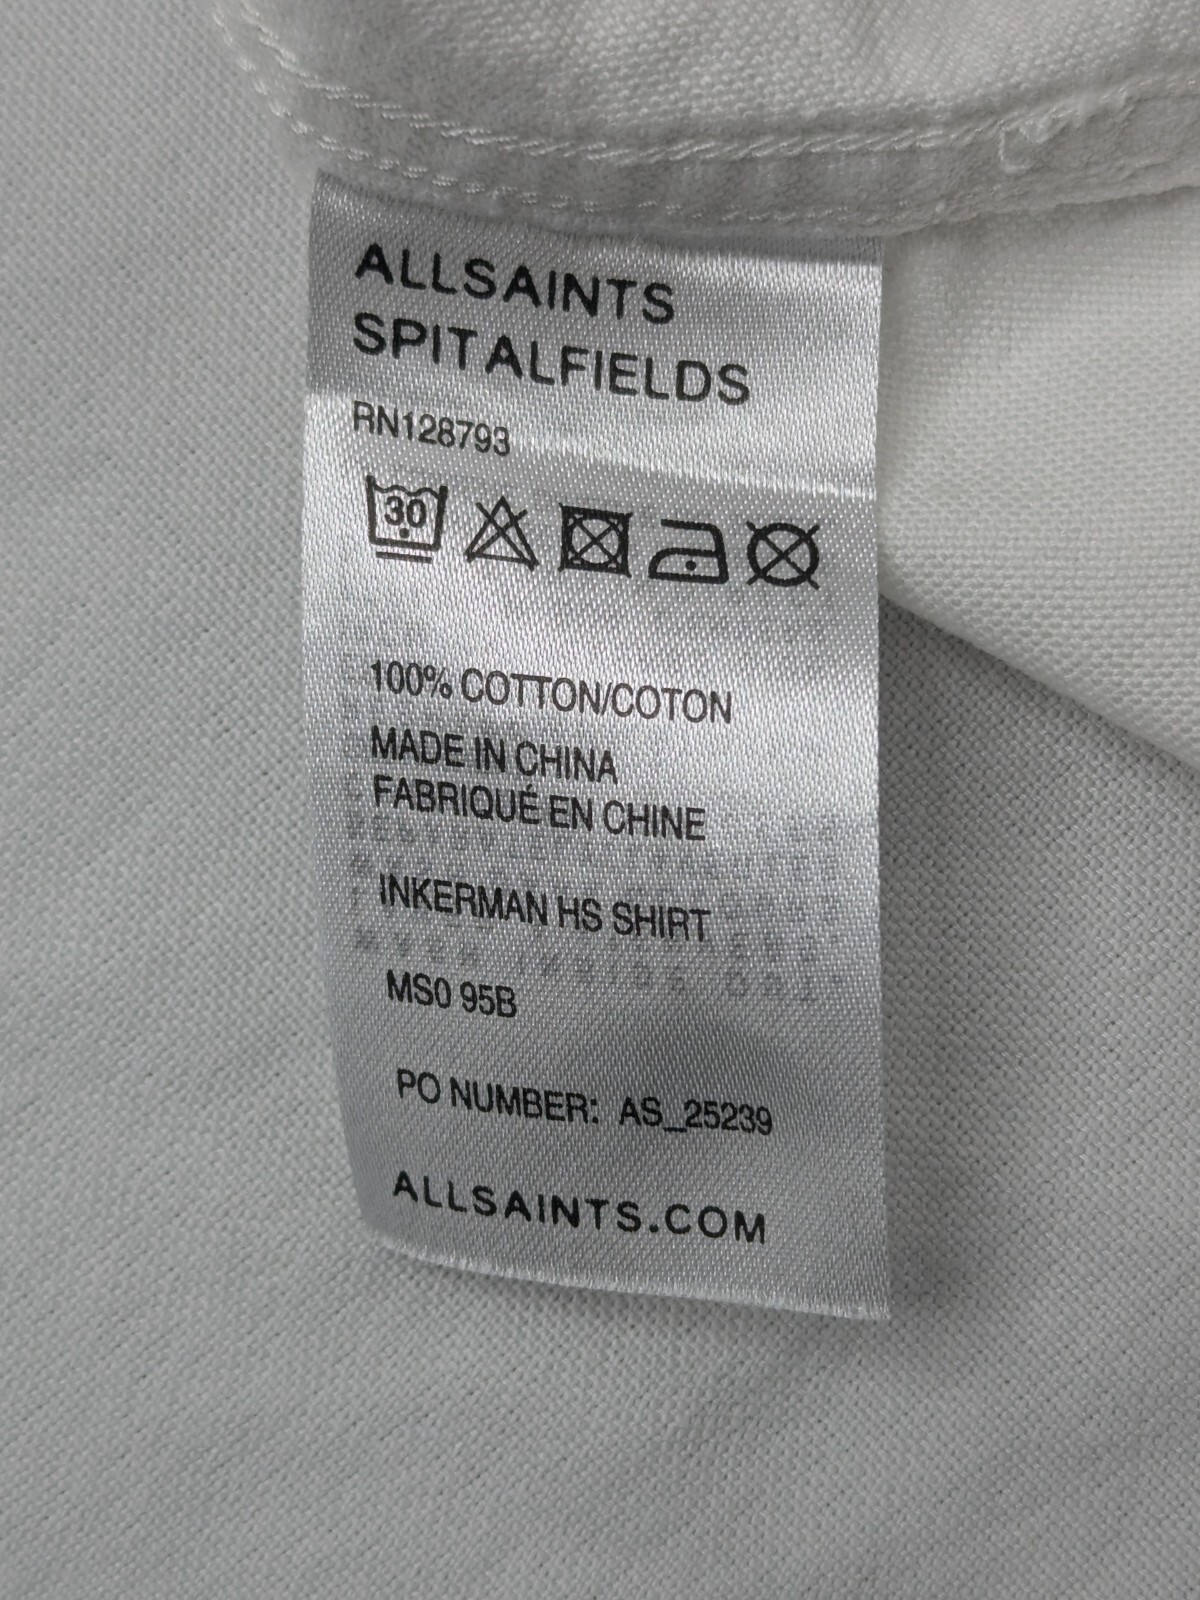 ALLSAINTS
SPITALFIELDS
RN128793
30
100% COTTON/COTON
MADE IN CHINA
FABRIQUÉ EN CHINE
INKERMAN HS SHIRT
MS0 95B
PO NUMBER: AS_25239
ALLSAINTS.COM